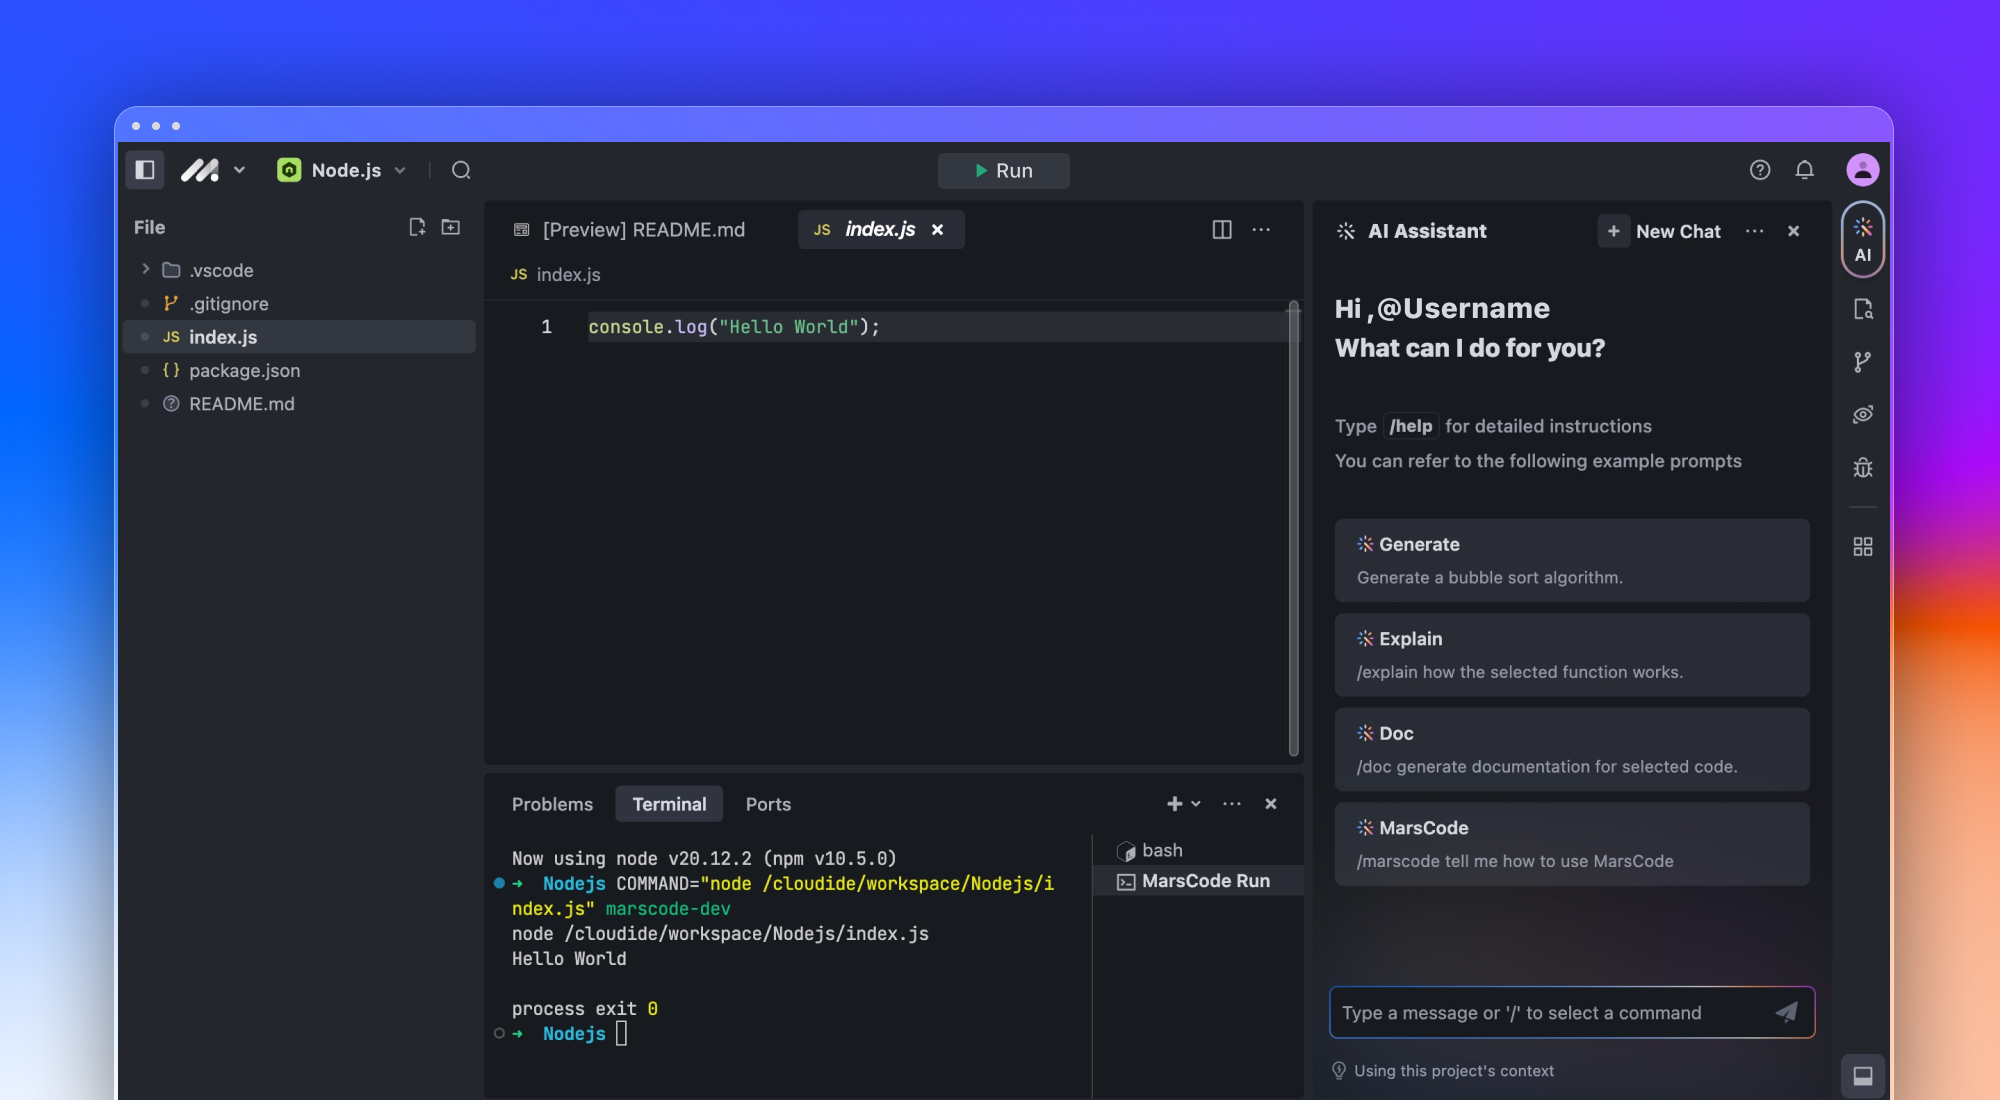 Node.js
Run
File
.vscode
.gitignore
JS index.js
{} package.json
README.md
[Preview] README.md
JS index.js
JS index.js
1 console.log("Hello World");
Problems Terminal Ports
Now using node v20.12.2 (npm v10.5.0)
Nodejs COMMAND="node /cloudide/workspace/Nodejs/i
ndex.js" marscode-dev
node /cloudide/workspace/Nodejs/index.js
Hello World
process exit 0
Nodejs
bash
MarsCode Run
AI Assistant
New Chat
Hi ,@Username
What can I do for you?
Type /help for detailed instructions
You can refer to the following example prompts
Generate
Generate a bubble sort algorithm.
Explain
/explain how the selected function works.
Doc
/doc generate documentation for selected code.
MarsCode
/marscode tell me how to use MarsCode
Type a message or '/' to select a command
Using this project's context
AI